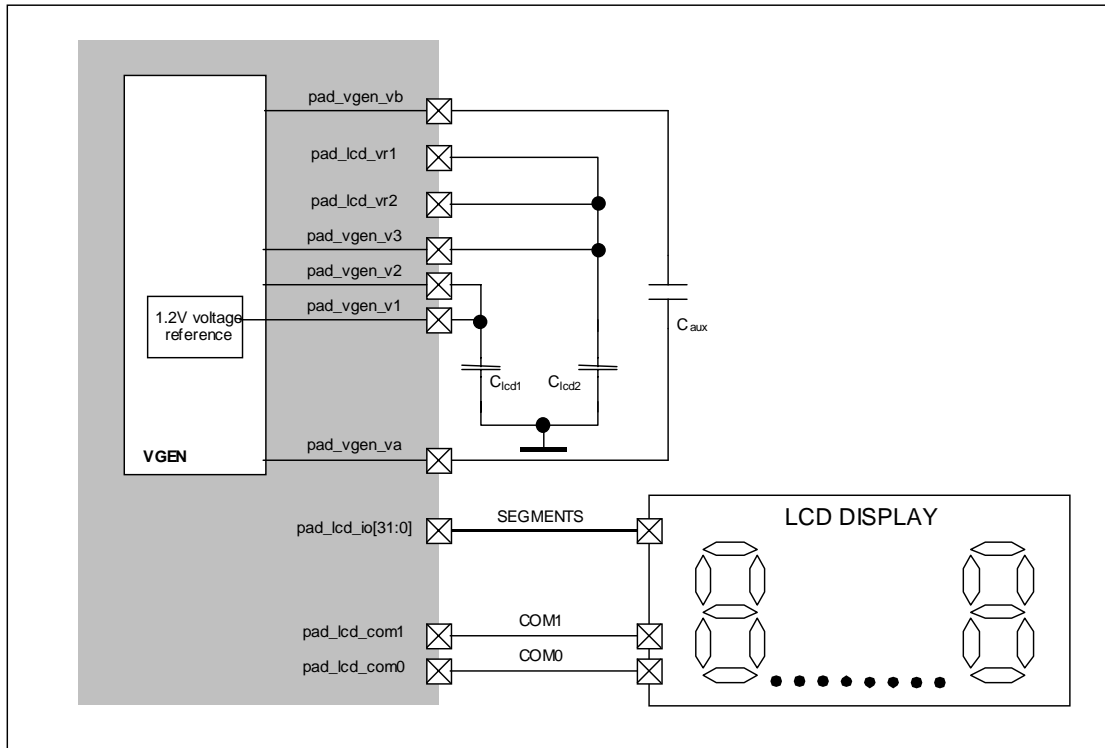 pad_vgen_vb
pad_lcd_vr1
pad_lcd_vr2
pad_vgen_v3
pad_vgen_v2
pad_vgen_v1
1.2V voltage
reference
Caux
Clcd1
Clcd2
pad_vgen_va
VGEN
SEGMENTS
LCD DISPLAY
pad_lcd_io[31:0]
COM1
pad_lcd_com1
COM0
pad_lcd_com0